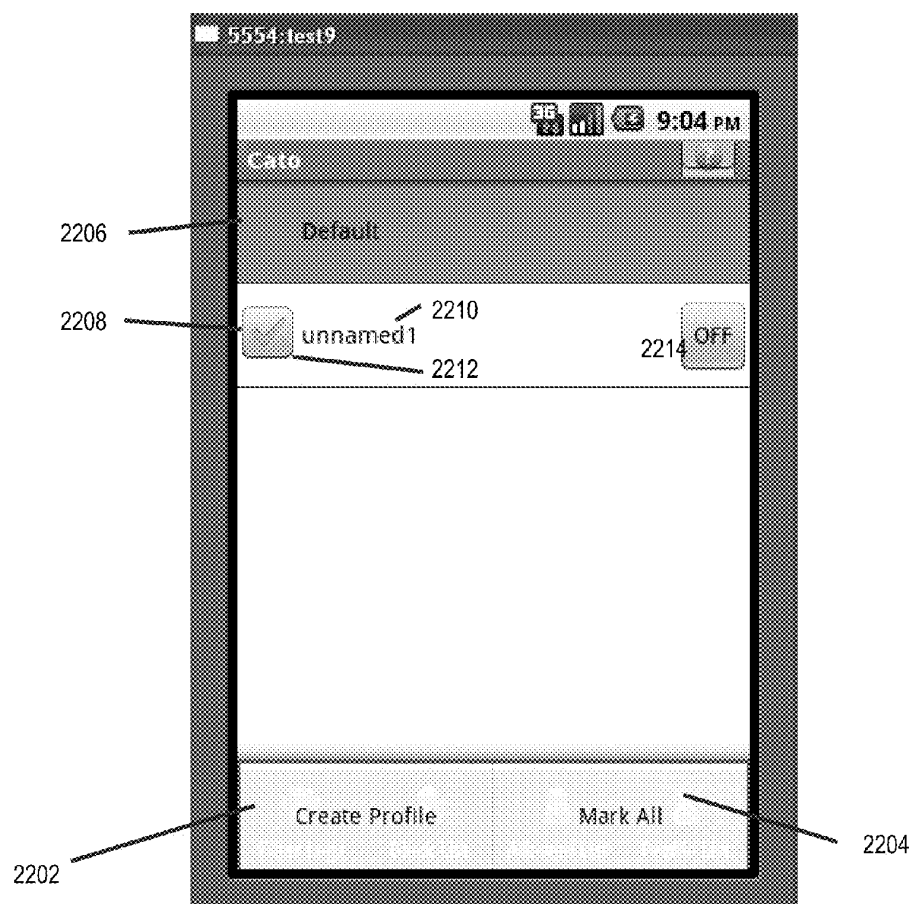 5554:test9
3G
9:04 PM
Cato
2206
Default
2208
2210
unnamed1
2214
OFF
2212
Create Profile
Mark All
2202
2204